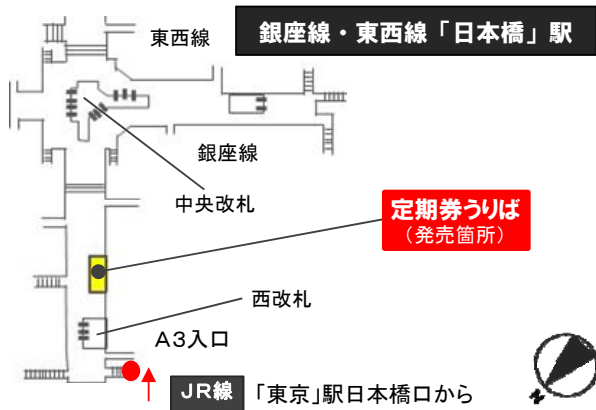 東西線
銀座線・東西線「日本橋」駅
銀座線
中央改札
定期券うりば
(発売箇所)
西改札
A3入口
JR線 「東京」駅日本橋口から
N